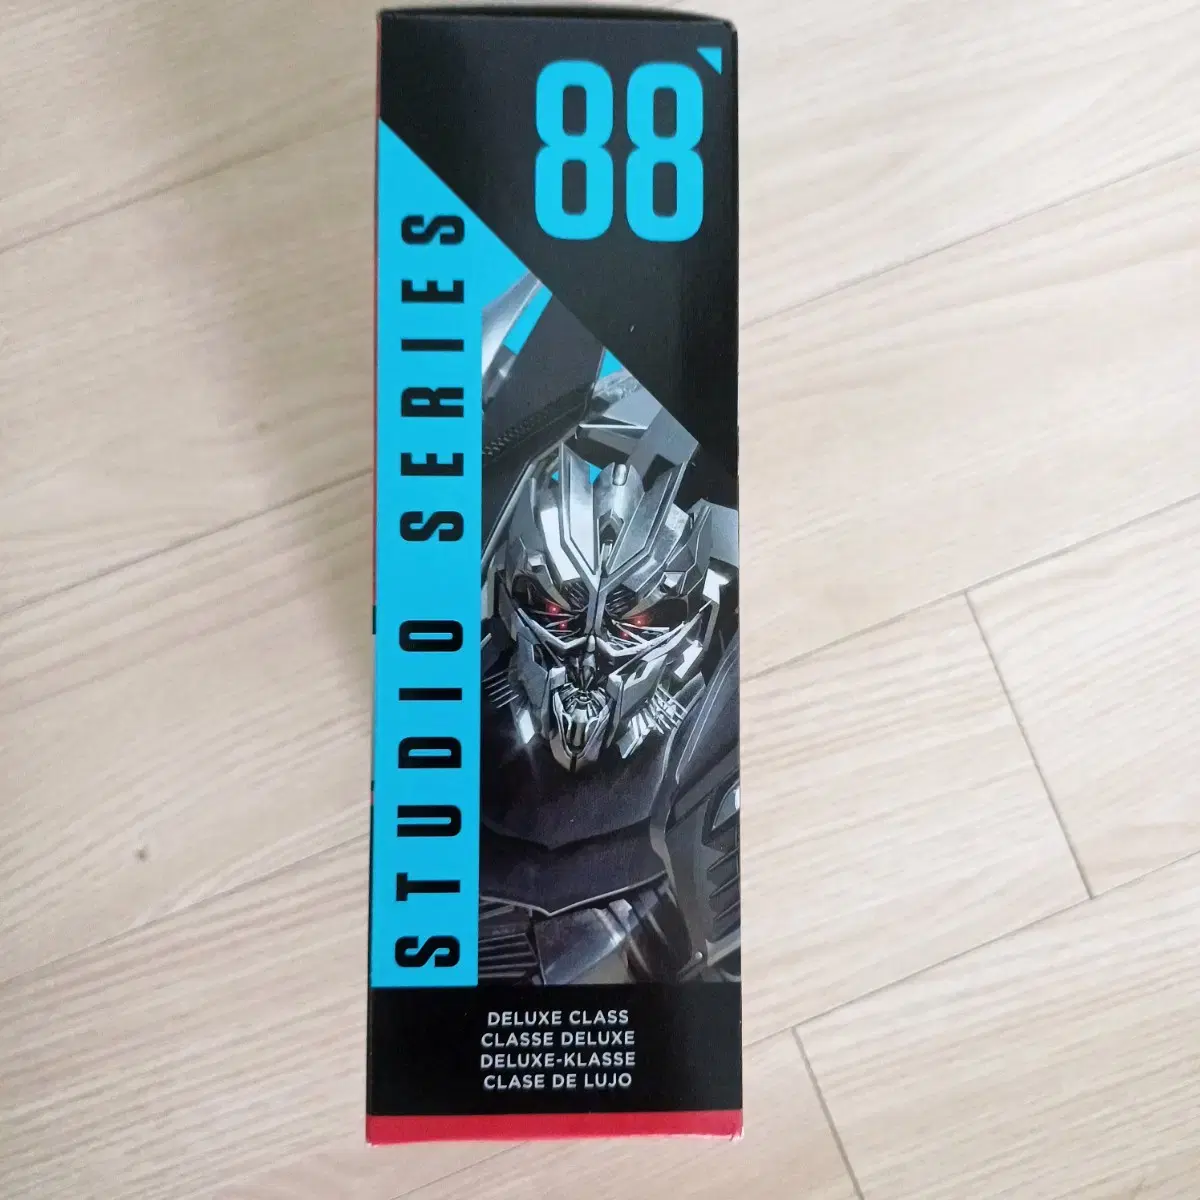 88
STUDIO SERIES
DELUXE CLASS
CLASSE DELUXE
DELUXE-KLASSE
CLASE DE LUJO